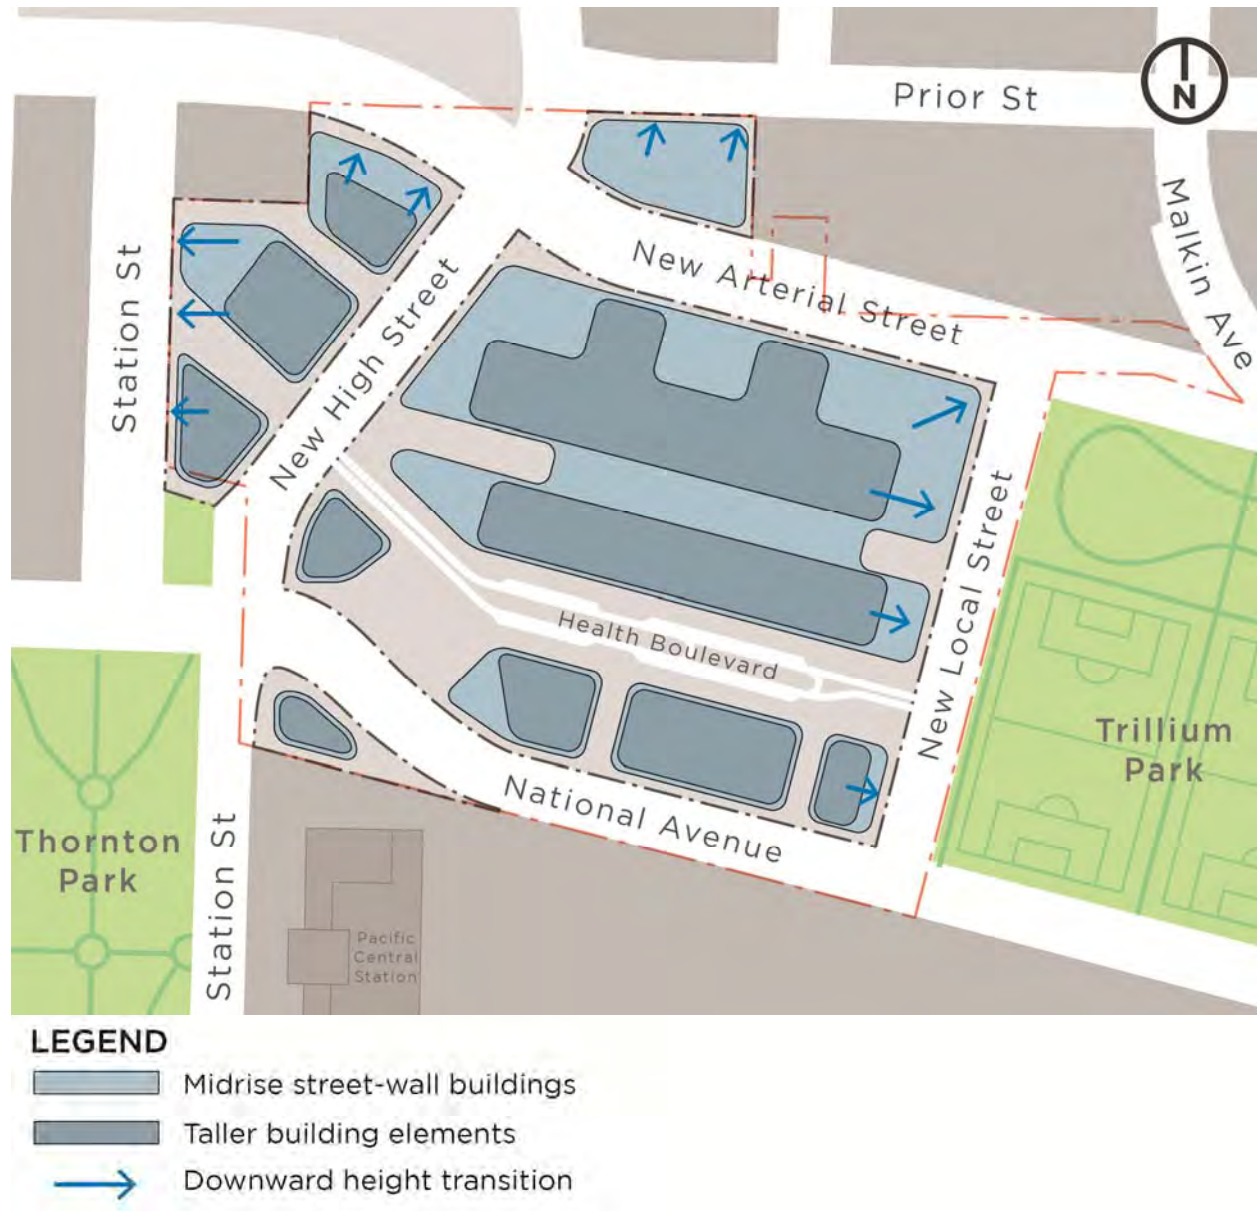 Prior St
N
Malkin Ave
Station St
New High Street
New Arterial Street
New Local Street
Health Boulevard
Trillium
Park
National Avenue
Thornton
Park
Station St
Pacific
Central
Station
LEGEND
Midrise street-wall buildings
Taller building elements
Downward height transition